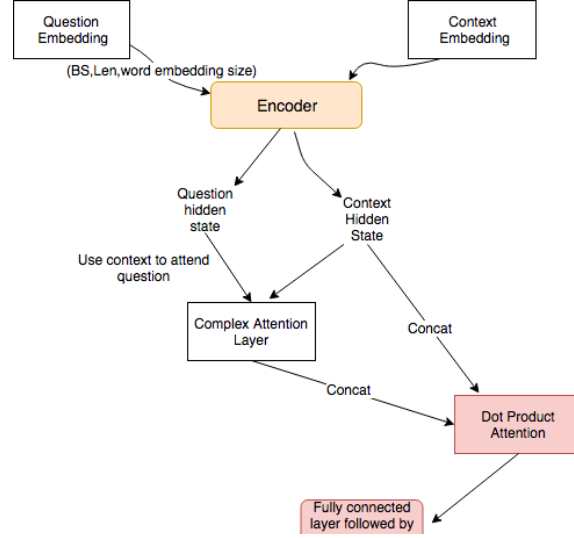 Question
Embedding
Context
Embedding
(BS,Len,word embedding size)
Encoder
Question
hidden
state
Context
Hidden
State
Use context to attend
question
Complex Attention
Layer
Concat
Concat
Dot Product
Attention
Fully connected
layer followed by